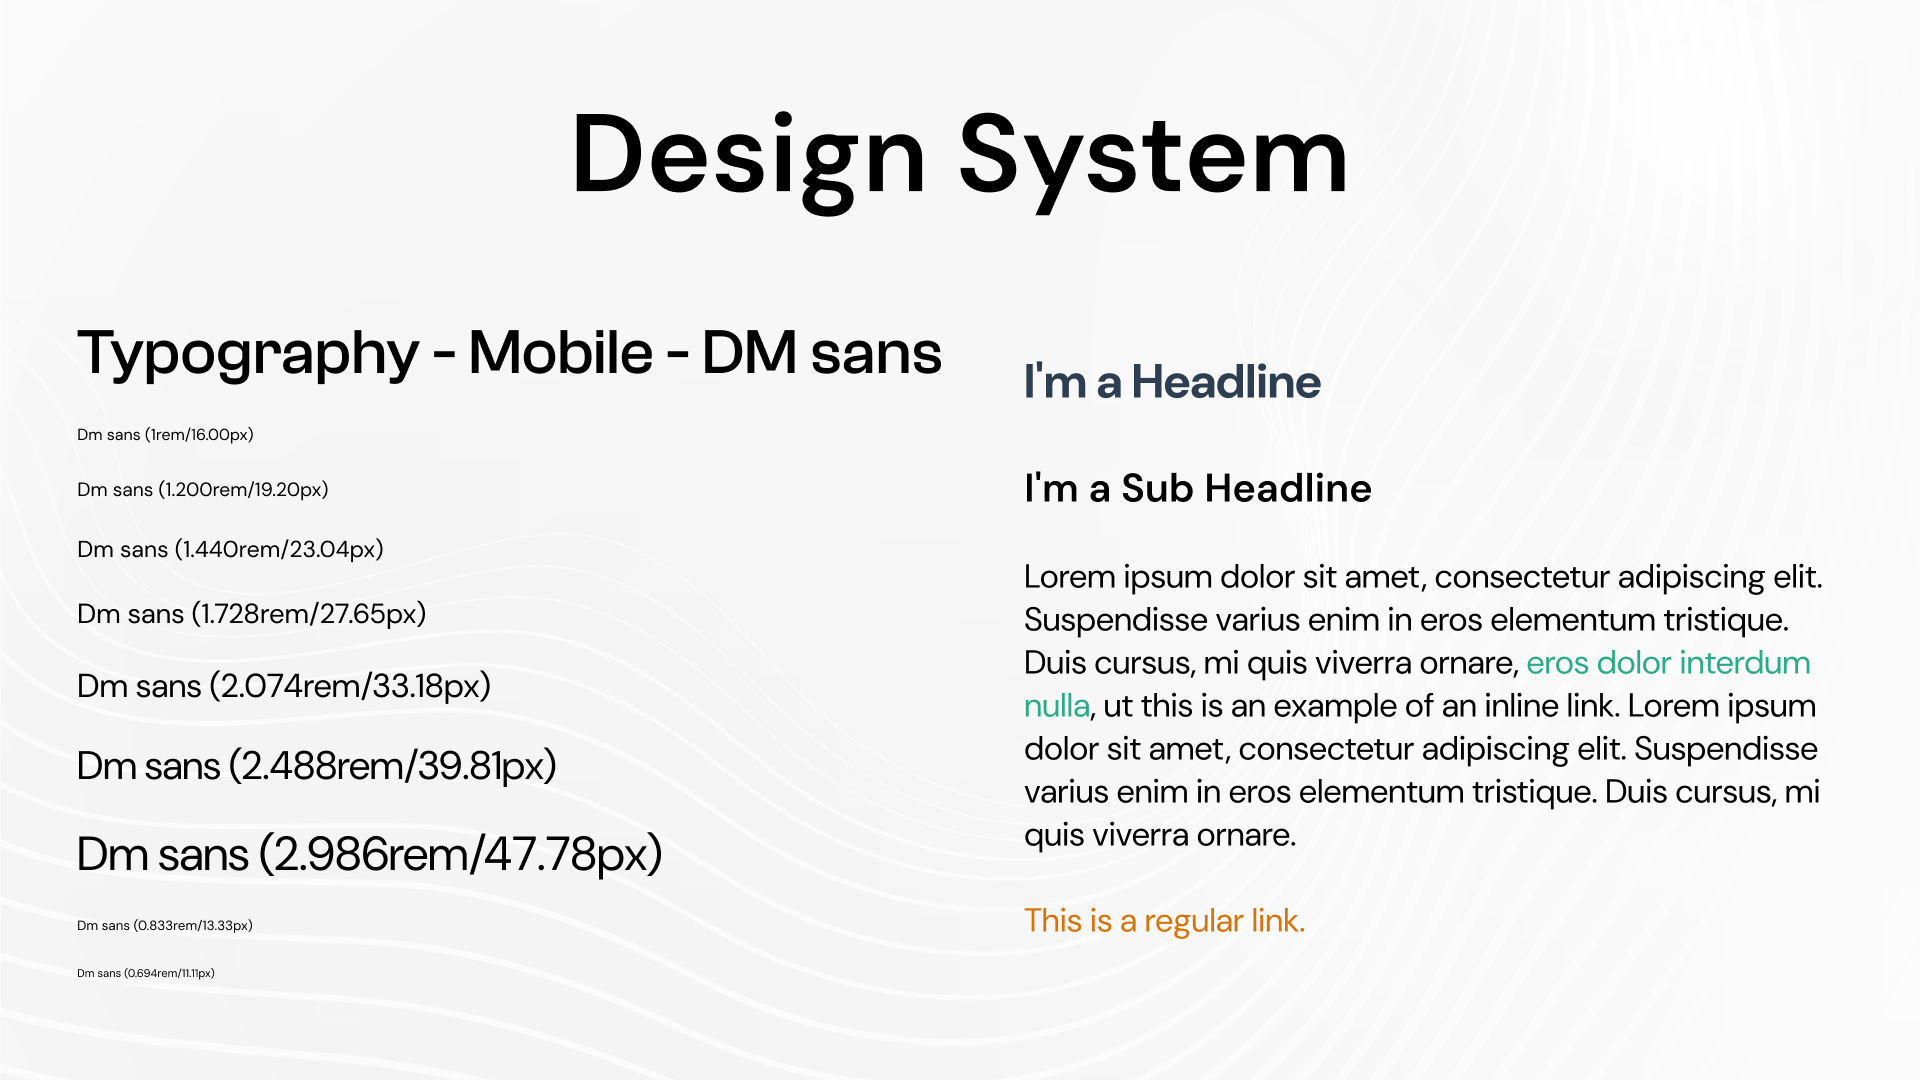 Design System
Typography - Mobile - DM sans
Dm sans (1rem/16.00px)
Dm sans (1.200rem/19.20px)
Dm sans (1.440rem/23.04px)
Dm sans (1.728rem/27.65px)
Dm sans (2.074rem/33.18px)
Dm sans (2.488rem/39.81px)
Dm sans (2.986rem/47.78px)
Dm sans (0.833rem/13.33px)
Dm sans (0.694rem/11.11px)
I'm a Headline
I'm a Sub Headline
Lorem ipsum dolor sit amet, consectetur adipiscing elit.
Suspendisse varius enim in eros elementum tristique.
Duis cursus, mi quis viverra ornare, eros dolor interdum
nulla, ut this is an example of an inline link. Lorem ipsum
dolor sit amet, consectetur adipiscing elit. Suspendisse
varius enim in eros elementum tristique. Duis cursus, mi
quis viverra ornare.
This is a regular link.